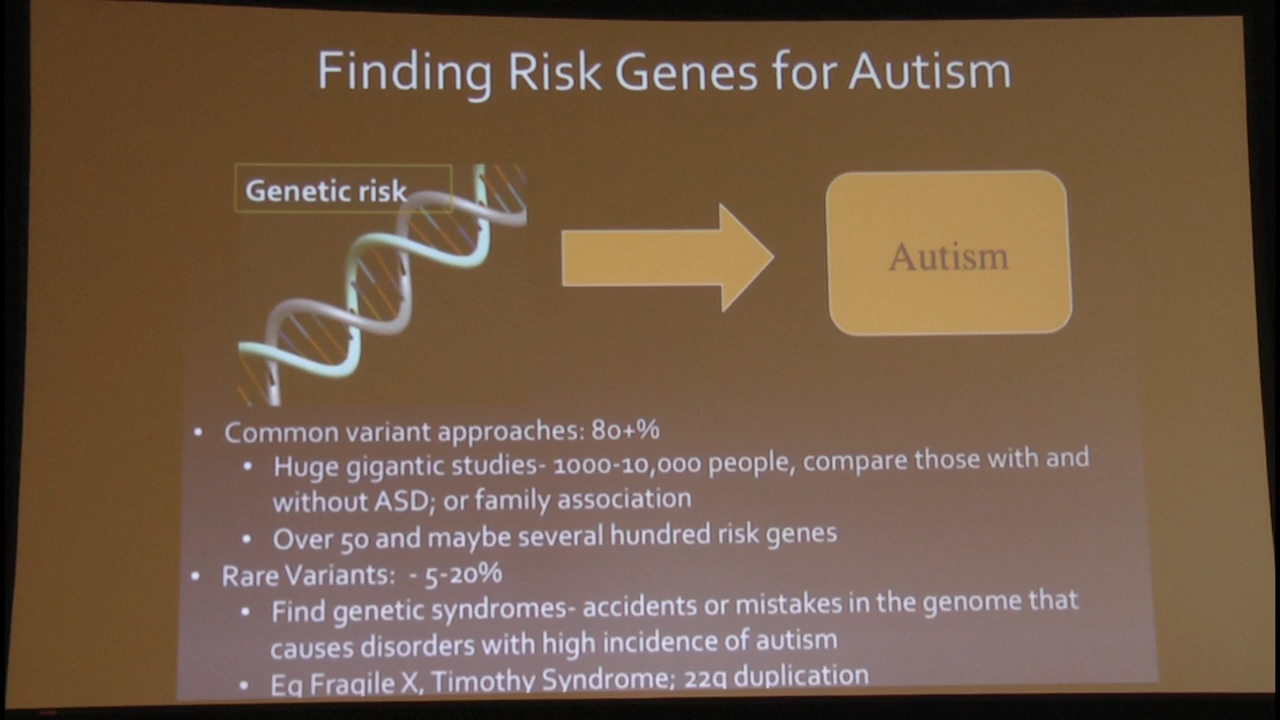 Finding Risk Genes for Autism
Genetic risk
Autism
• Common variant approaches: 80+%
• Huge gigantic studies- 1000-10,000 people, compare those with and
without ASD; or family association
• Over 50 and maybe several hundred risk genes
• Rare Variants: - 5-20%
• Find genetic syndromes- accidents or mistakes in the genome that
causes disorders with high incidence of autism
• Eg Fragile X, Timothy Syndrome; 22q duplication